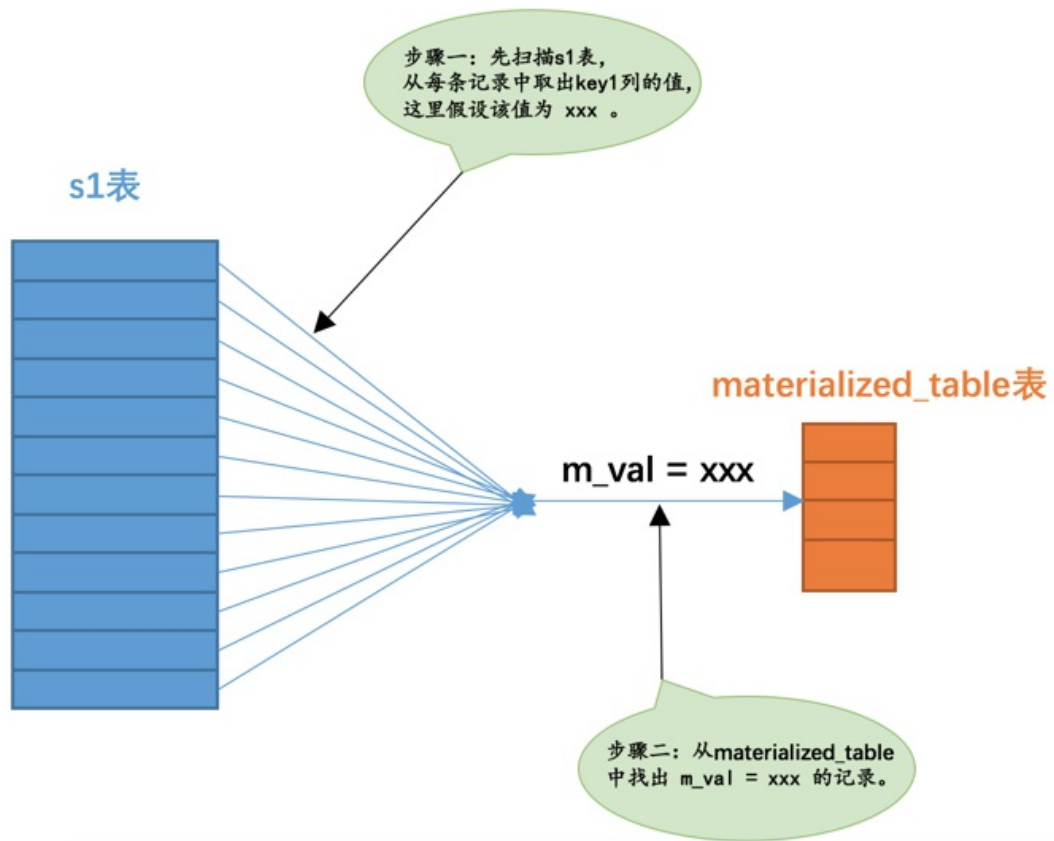 步骤一：先扫描s1表，
从每条记录中取出key1列的值，
这里假设该值为 xxx 。
s1表
materialized_table表
m_val = xxx
步骤二：从materialized_table
中找出 m_val = xxx 的记录。